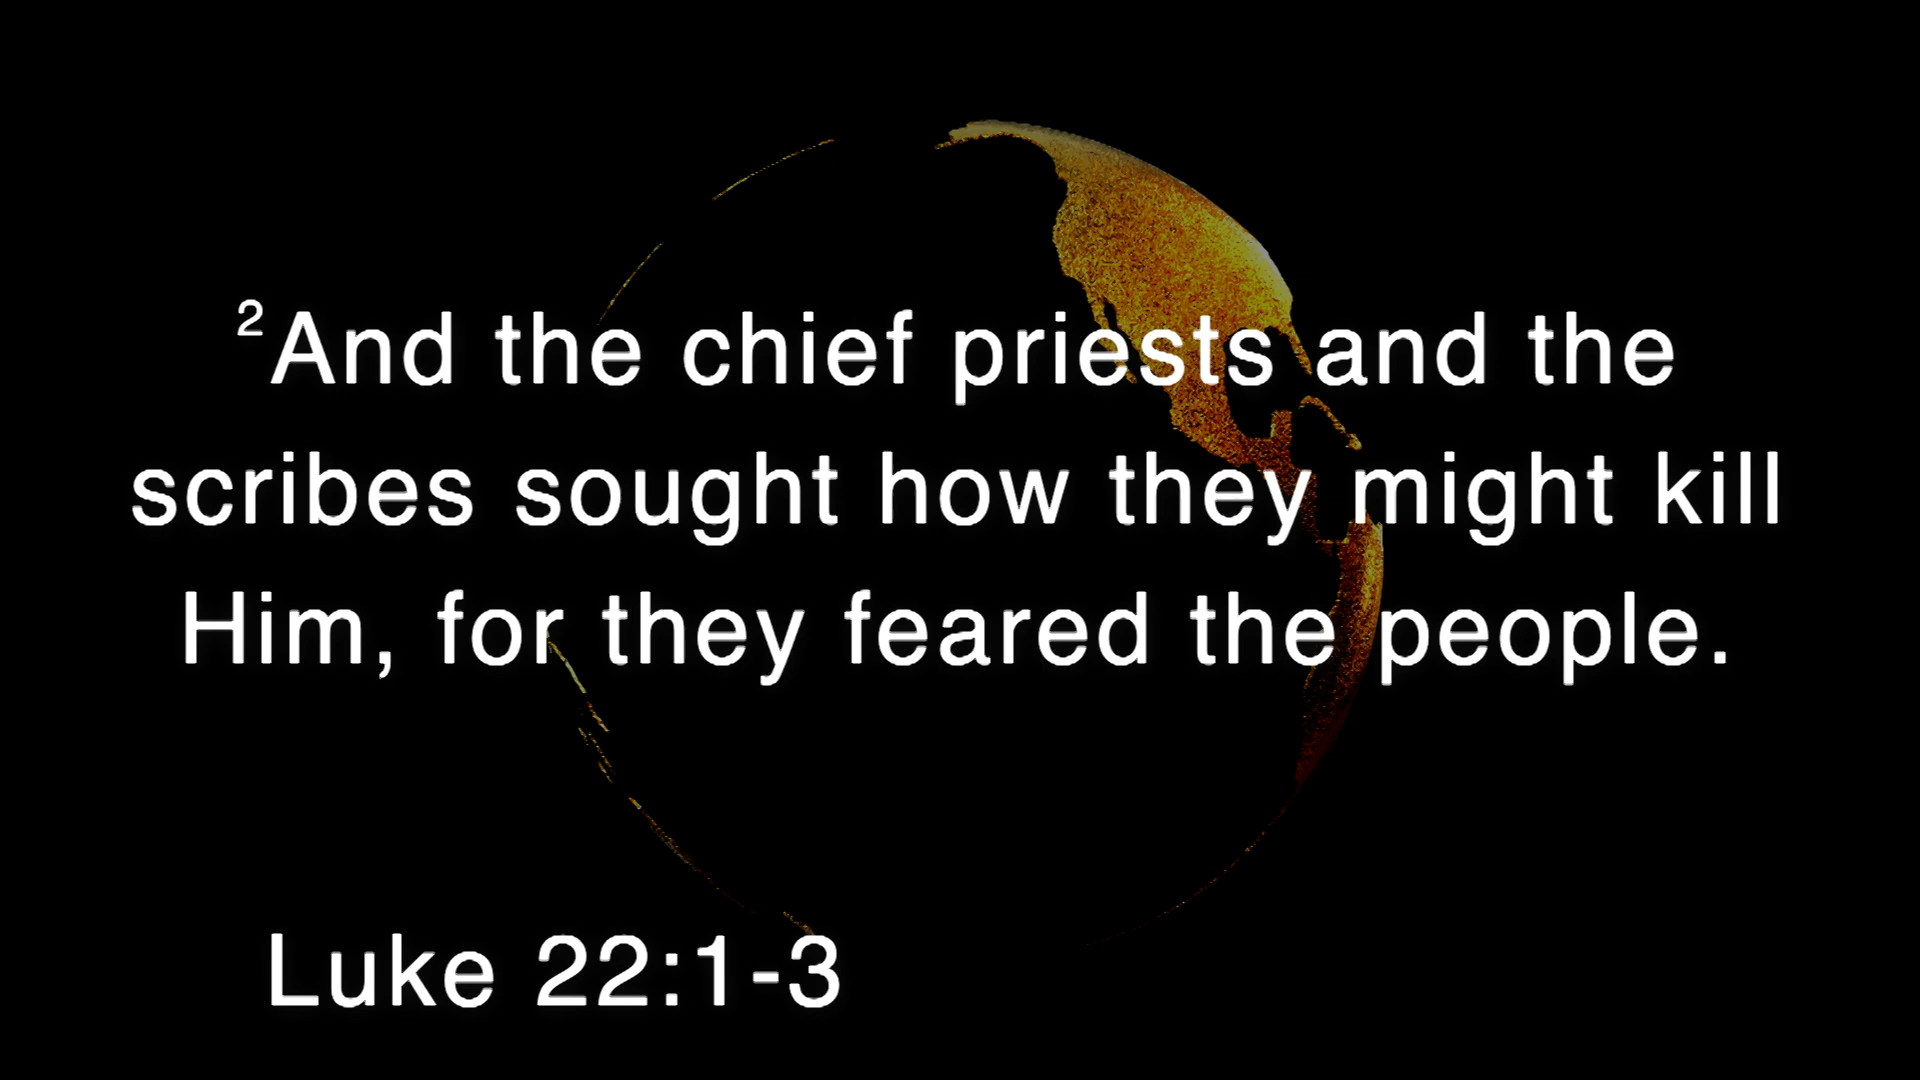 ²And the chief priests and the
scribes sought how they might kill
Him, for they feared the people.
Luke 22:1-3